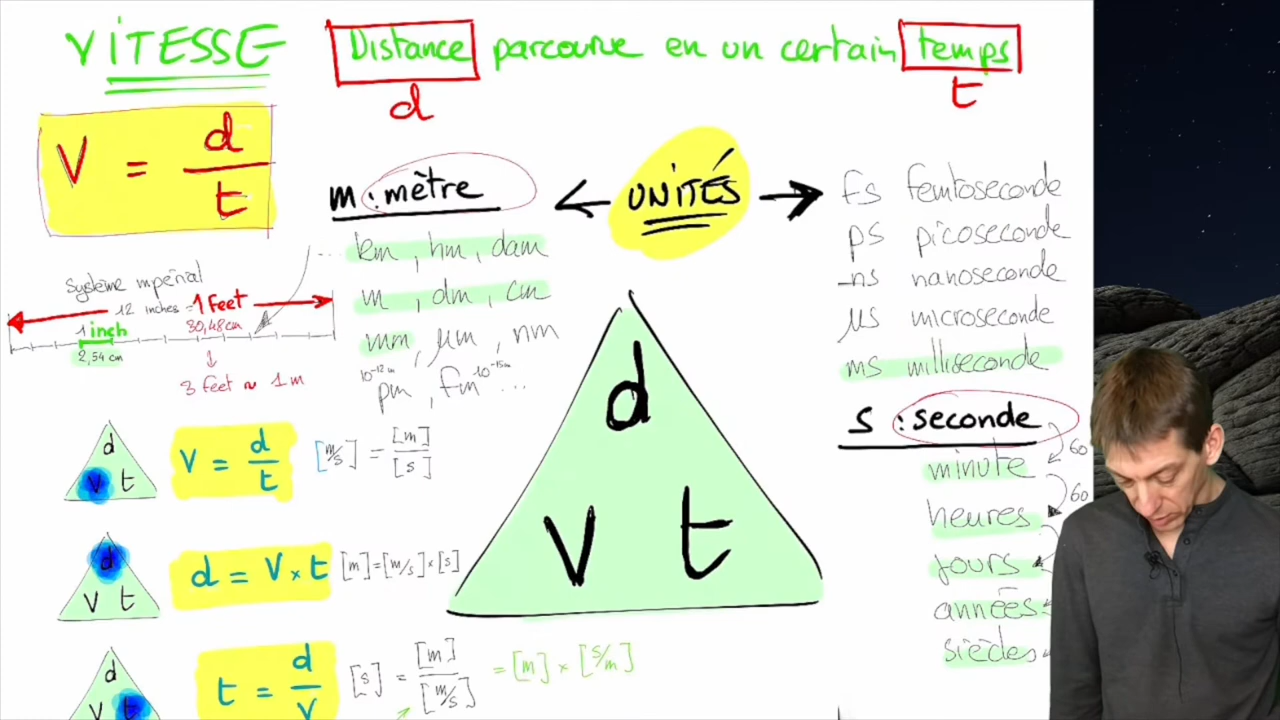 VITESSE Distance parcourue en un certain temps
d t
V = d/t
m : mètre ← UNITÉS → fs femtoseconde
... km, hm, dam ps picoseconde
m, dm, cm ns nanoseconde
mm, μm, nm μs microseconde
10⁻¹²m pm, fm 10⁻¹⁵m ... ms milliseconde
système impérial
12 inches = 1 feet
1 inch 30,48 cm
2,54 cm
3 feet ~ 1 m
s : seconde
60
minute
60
heures
jours
années
siècles
d
V t
d
V t
V = d/t [m/s] = [m]/[s]
d
V t
d = V × t [m] = [m/s] × [s]
d
V t
t = d/V [s] = [m]/[m/s] = [m] × [s/m]